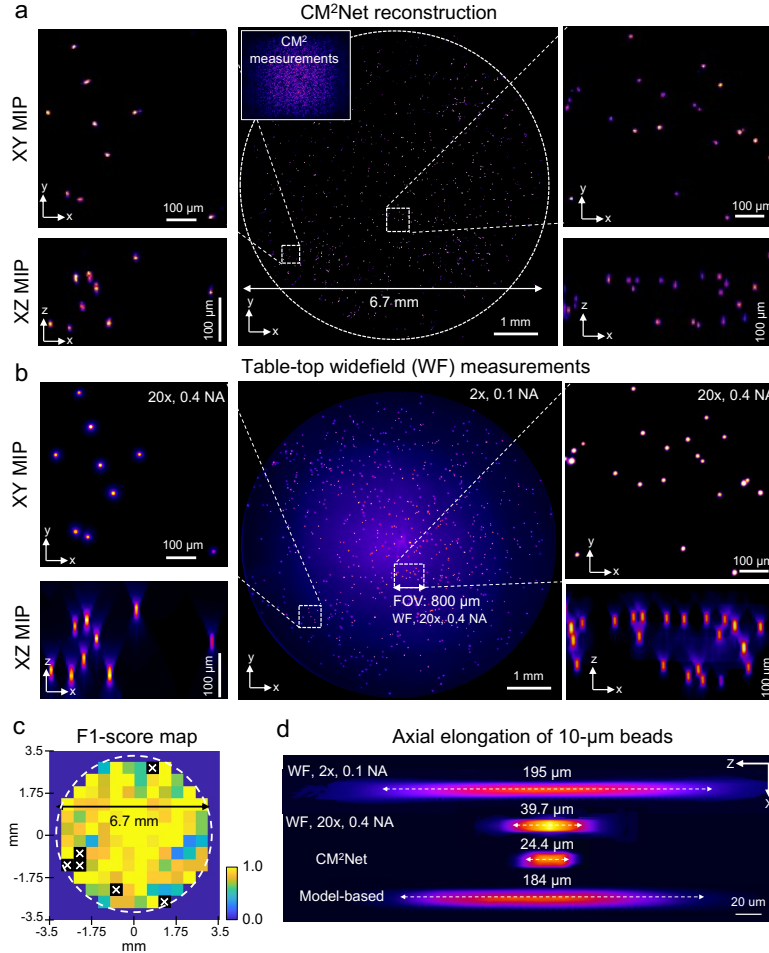 a
CM²Net reconstruction
XY MIP
y
x
100 µm
CM²
measurements
6.7 mm
y
x
1 mm
y
x
100 µm
XZ MIP
z
x
100 µm
z
x
100 µm
b
Table-top widefield (WF) measurements
XY MIP
20x, 0.4 NA
y
x
100 µm
2x, 0.1 NA
FOV: 800 µm
WF, 20x, 0.4 NA
y
x
1 mm
20x, 0.4 NA
y
x
100 µm
XZ MIP
z
x
100 µm
z
x
100 µm
c
F1-score map
3.5
1.75
mm
0
-1.75
-3.5
6.7 mm
-3.5
-1.75
0
1.75
3.5
mm
1.0
0.0
d
Axial elongation of 10-µm beads
Z
WF, 2x, 0.1 NA
195 µm
39.7 µm
WF, 20x, 0.4 NA
24.4 µm
CM²Net
184 µm
Model-based
20 um